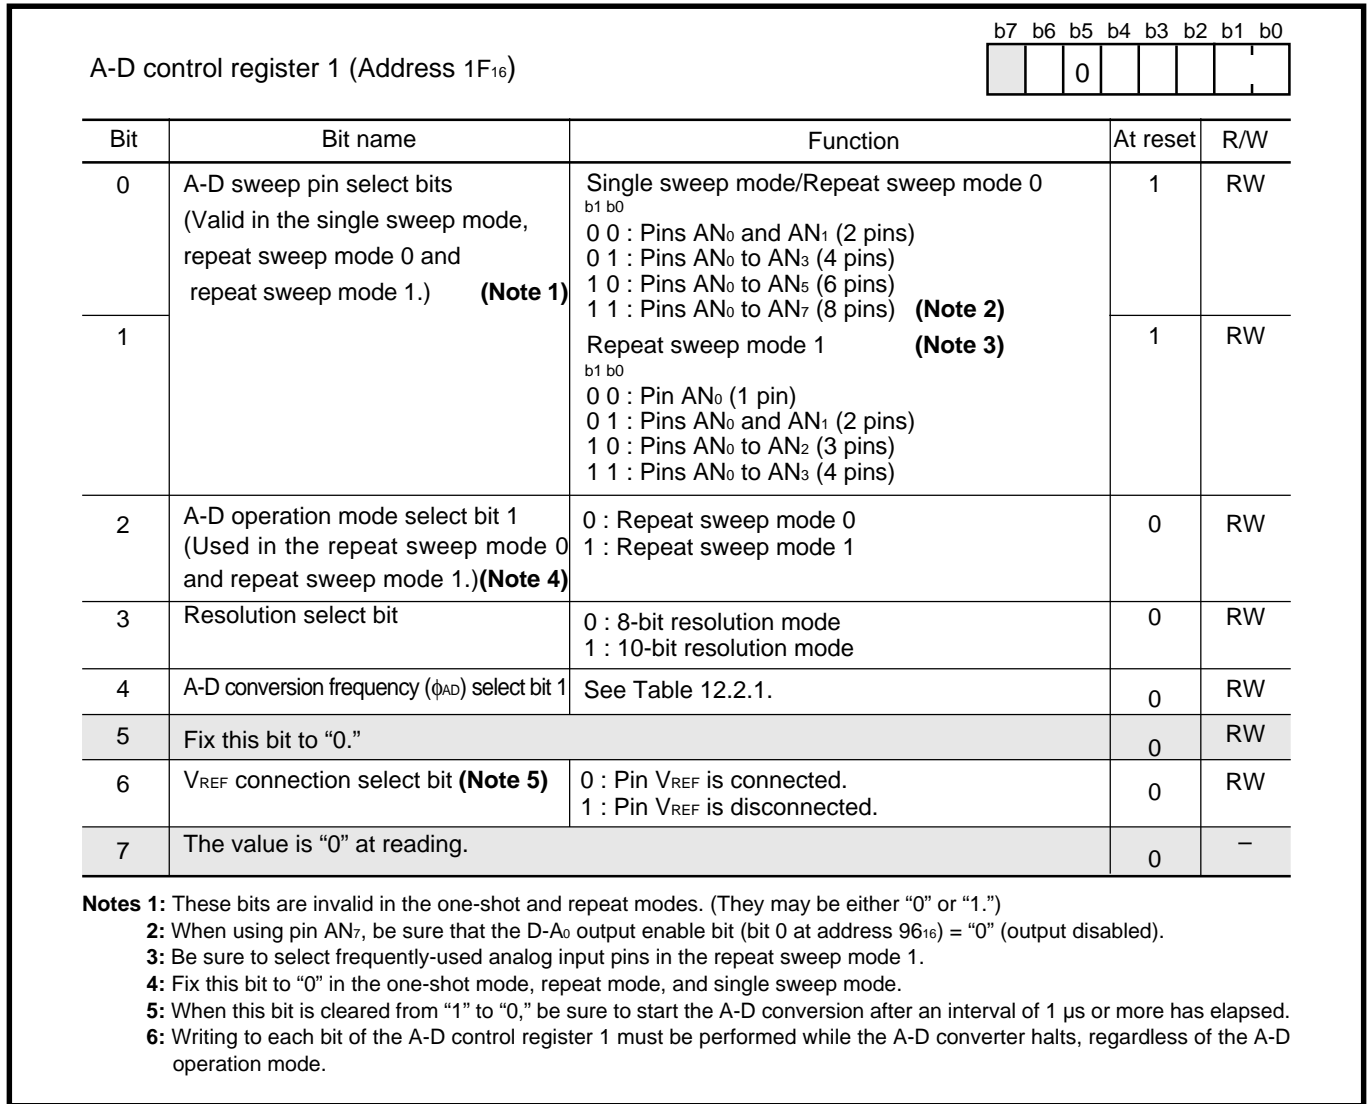 b7 b6 b5 b4 b3 b2 b1 b0
A-D control register 1 (Address 1F₁₆)
0
Bit Bit name Function At reset R/W
0 A-D sweep pin select bits Single sweep mode/Repeat sweep mode 0 1 RW
b1 b0
(Valid in the single sweep mode, 0 0 : Pins AN₀ and AN₁ (2 pins)
repeat sweep mode 0 and 0 1 : Pins AN₀ to AN₃ (4 pins)
repeat sweep mode 1.) (Note 1) 1 0 : Pins AN₀ to AN₅ (6 pins)
1 1 : Pins AN₀ to AN₇ (8 pins) (Note 2)
1 Repeat sweep mode 1 (Note 3) 1 RW
b1 b0
0 0 : Pin AN₀ (1 pin)
0 1 : Pins AN₀ and AN₁ (2 pins)
1 0 : Pins AN₀ to AN₂ (3 pins)
1 1 : Pins AN₀ to AN₃ (4 pins)
2 A-D operation mode select bit 1 0 : Repeat sweep mode 0 0 RW
(Used in the repeat sweep mode 0 1 : Repeat sweep mode 1
and repeat sweep mode 1.)(Note 4)
3 Resolution select bit 0 : 8-bit resolution mode 0 RW
1 : 10-bit resolution mode
4 A-D conversion frequency (ϕAD) select bit 1 See Table 12.2.1. 0 RW
5 Fix this bit to “0.” 0 RW
6 VREF connection select bit (Note 5) 0 : Pin VREF is connected. 0 RW
1 : Pin VREF is disconnected.
7 The value is “0” at reading. 0 –
Notes 1: These bits are invalid in the one-shot and repeat modes. (They may be either “0” or “1.”)
2: When using pin AN₇, be sure that the D-A₀ output enable bit (bit 0 at address 96₁₆) = “0” (output disabled).
3: Be sure to select frequently-used analog input pins in the repeat sweep mode 1.
4: Fix this bit to “0” in the one-shot mode, repeat mode, and single sweep mode.
5: When this bit is cleared from “1” to “0,” be sure to start the A-D conversion after an interval of 1 µs or more has elapsed.
6: Writing to each bit of the A-D control register 1 must be performed while the A-D converter halts, regardless of the A-D
operation mode.